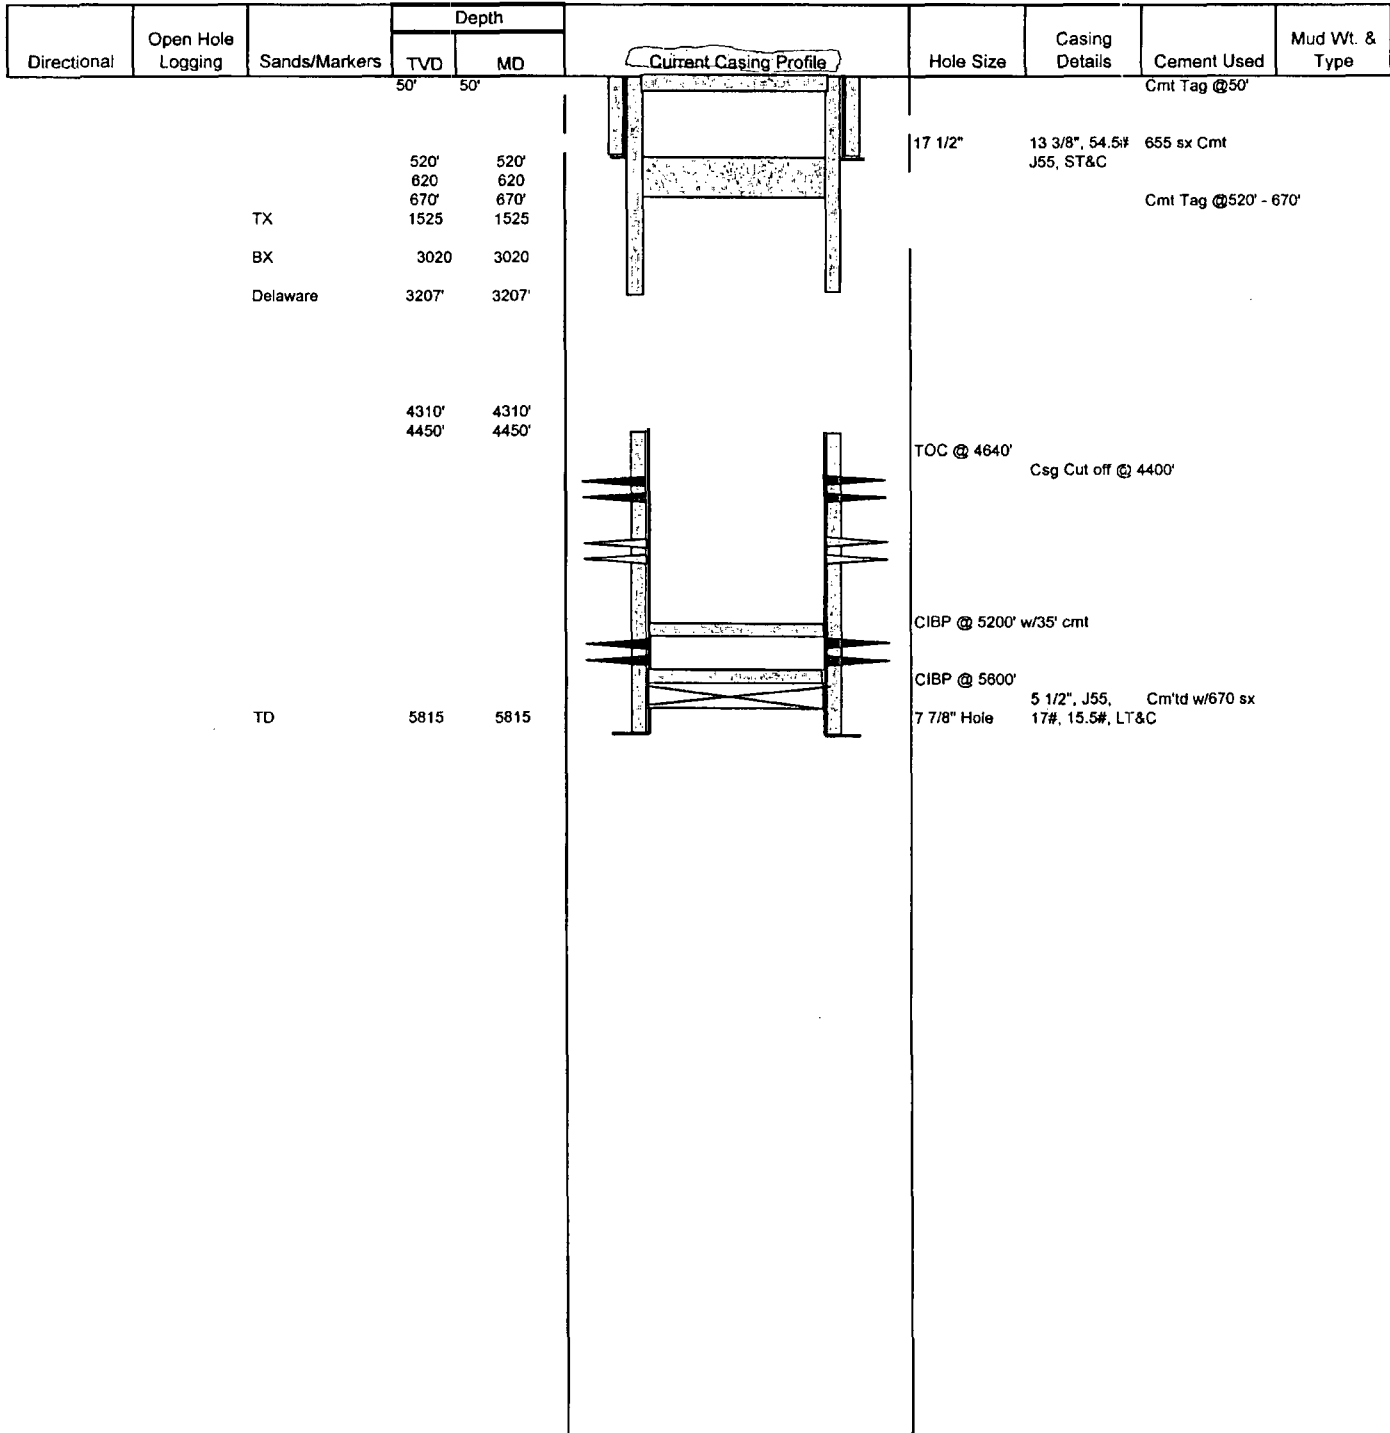 Depth
Directional Open Hole Logging Sands/Markers TVD MD Current Casing Profile Hole Size Casing Details Cement Used Mud Wt. & Type
50' 50' Cmt Tag @50'
17 1/2" 13 3/8", 54.5# 655 sx Cmt
520' 520' J55, ST&C
620 620
670' 670' Cmt Tag @520' - 670'
TX 1525 1525
BX 3020 3020
Delaware 3207' 3207'
4310' 4310'
4450' 4450'
TOC @ 4640'
Csg Cut off @ 4400'
CIBP @ 5200' w/35' cmt
CIBP @ 5600'
5 1/2", J55, Cm'td w/670 sx
TD 5815 5815 7 7/8" Hole 17#, 15.5#, LT&C